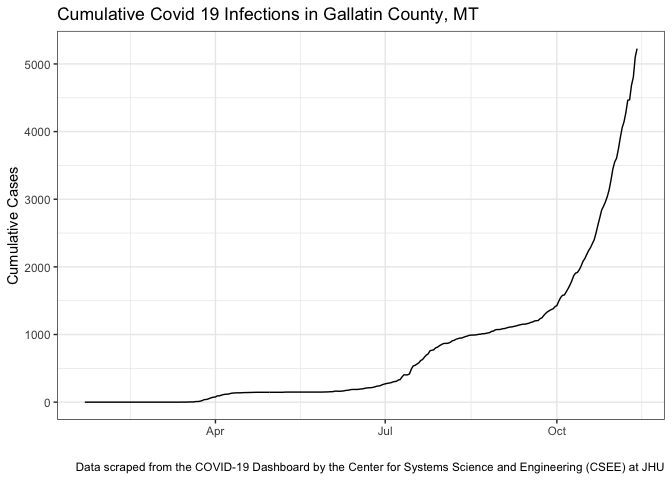 Cumulative Covid 19 Infections in Gallatin County, MT
5000
4000
3000
2000
1000
0
Cumulative Cases
Apr
Jul
Oct
Data scraped from the COVID-19 Dashboard by the Center for Systems Science and Engineering (CSEE) at JHU